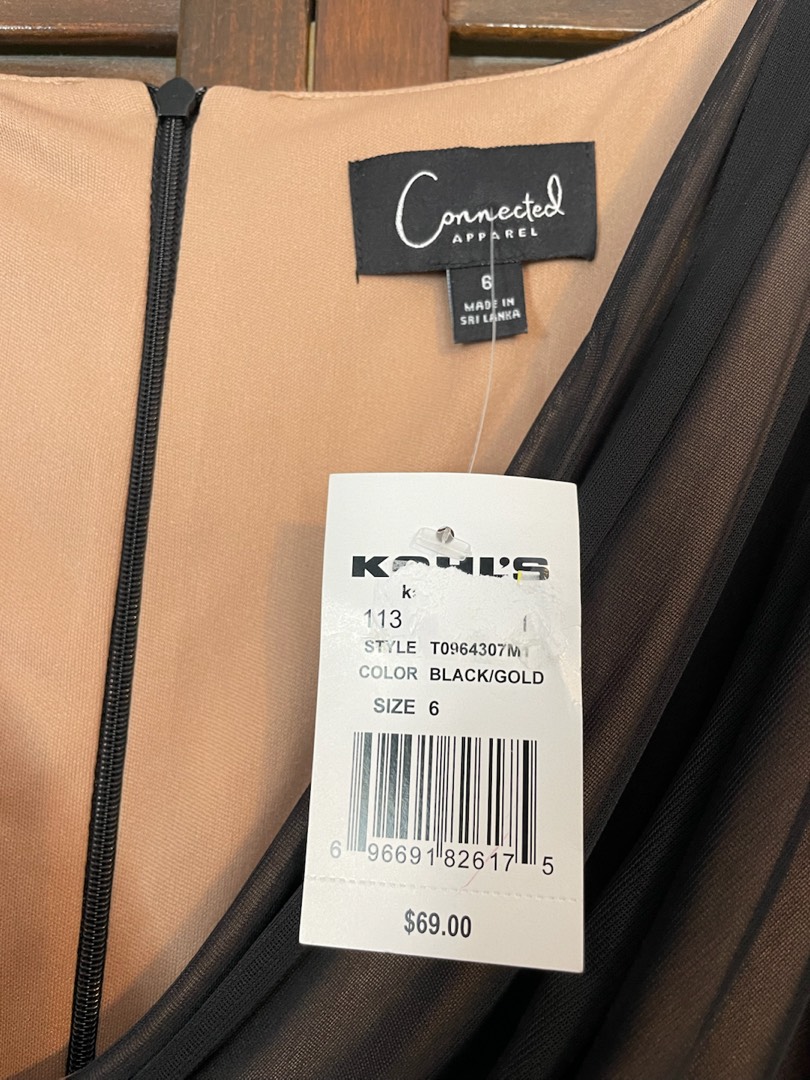 Connected
APPAREL
6
MADE IN
SRI LANKA
KOHL'S
113
STYLE T0964307M1
COLOR BLACK/GOLD
SIZE 6
6 96691 82617 5
$69.00